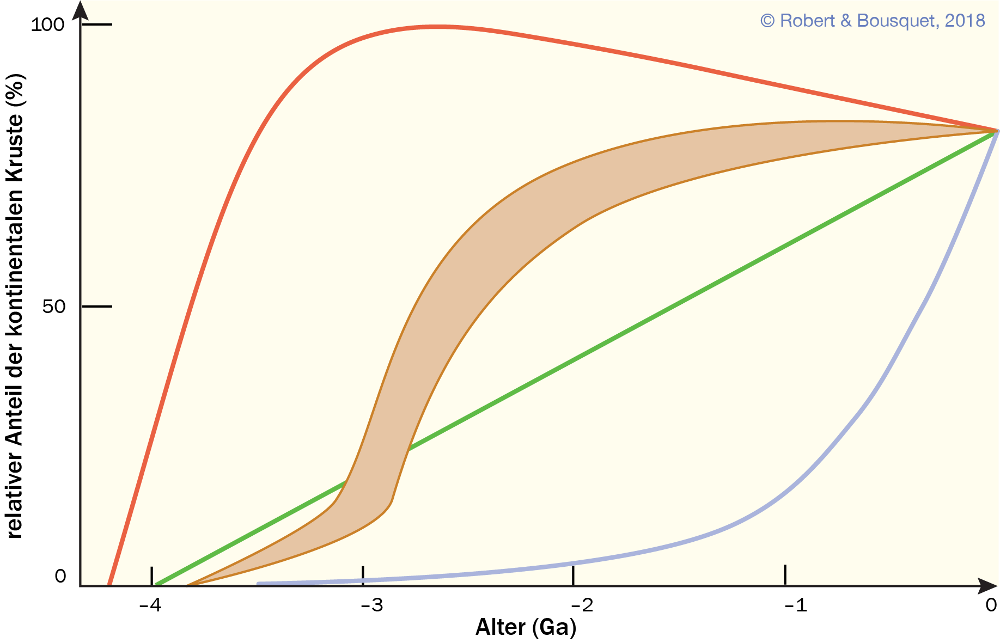 © Robert & Bousquet, 2018
relativer Anteil der kontinentalen Kruste (%)
100
50
0
–4
–3
–2
–1
0
Alter (Ga)